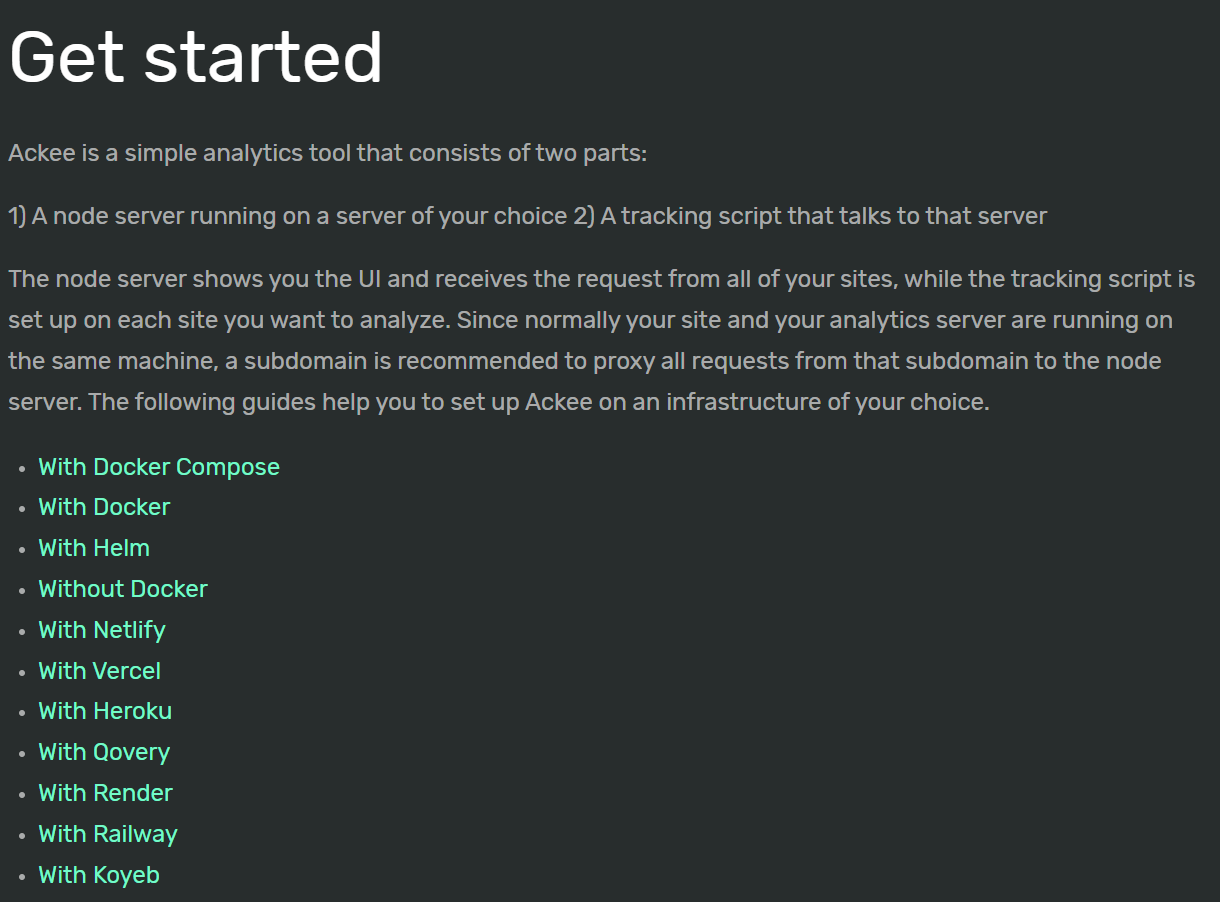 Get started
Ackee is a simple analytics tool that consists of two parts:
1) A node server running on a server of your choice 2) A tracking script that talks to that server
The node server shows you the UI and receives the request from all of your sites, while the tracking script is
set up on each site you want to analyze. Since normally your site and your analytics server are running on
the same machine, a subdomain is recommended to proxy all requests from that subdomain to the node
server. The following guides help you to set up Ackee on an infrastructure of your choice.
• With Docker Compose
• With Docker
• With Helm
• Without Docker
• With Netlify
• With Vercel
• With Heroku
• With Qovery
• With Render
• With Railway
• With Koyeb